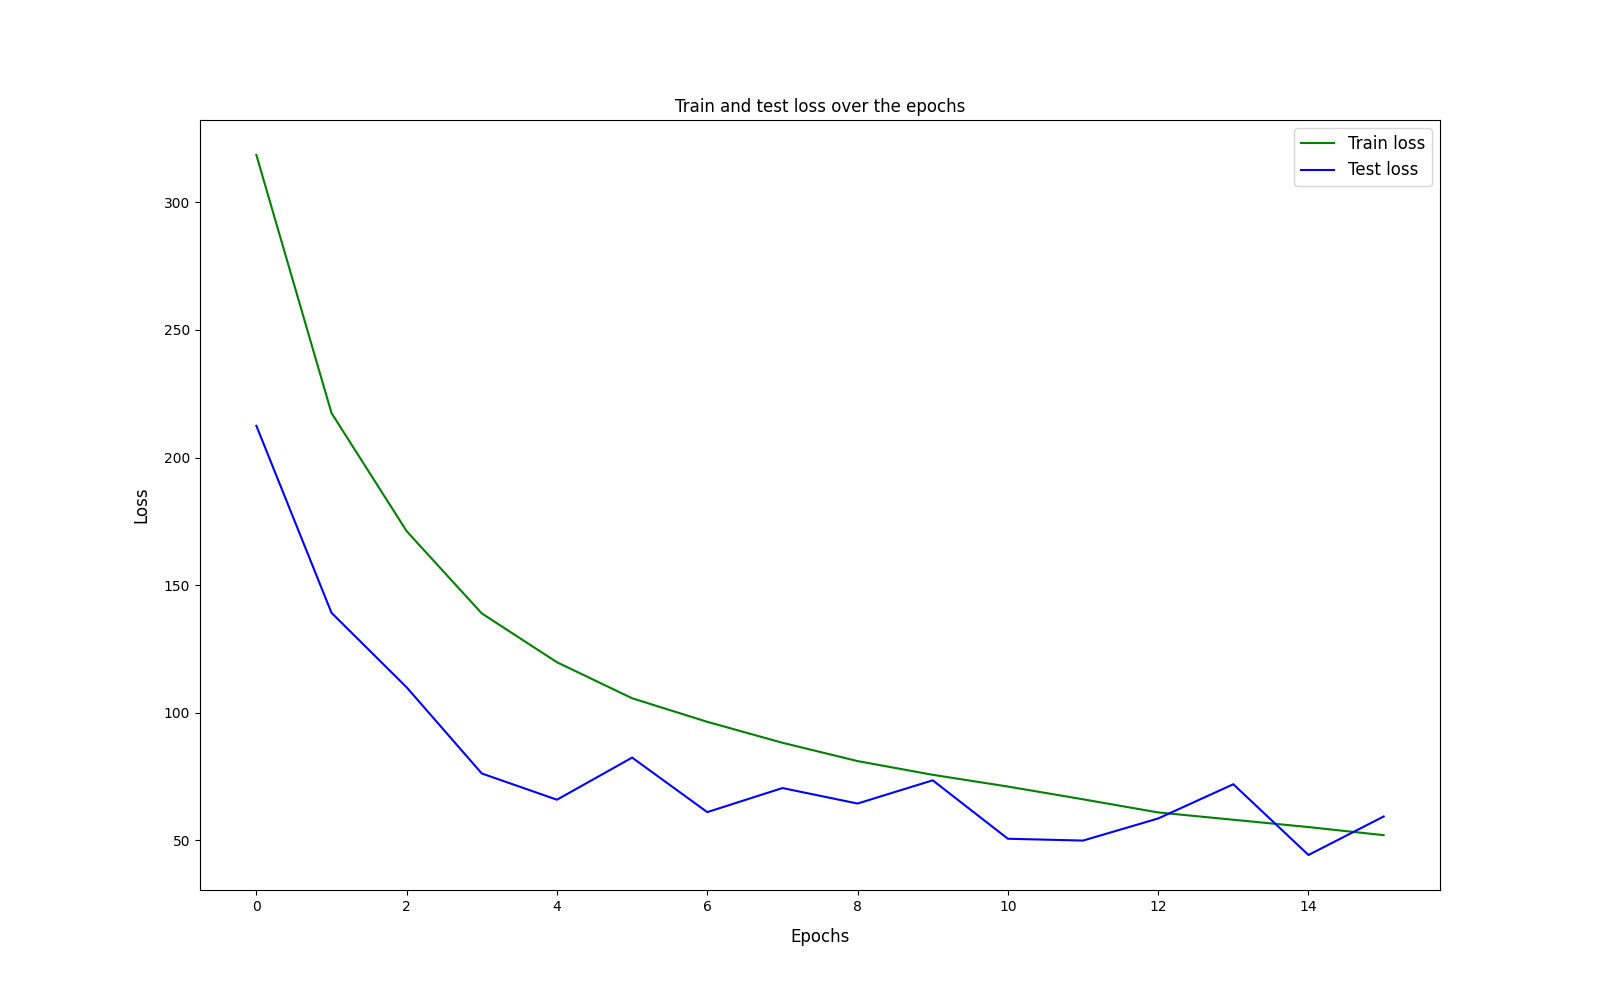 Train and test loss over the epochs
Train loss
Test loss
300
250
200
150
100
50
Loss
0 2 4 6 8 10 12 14
Epochs